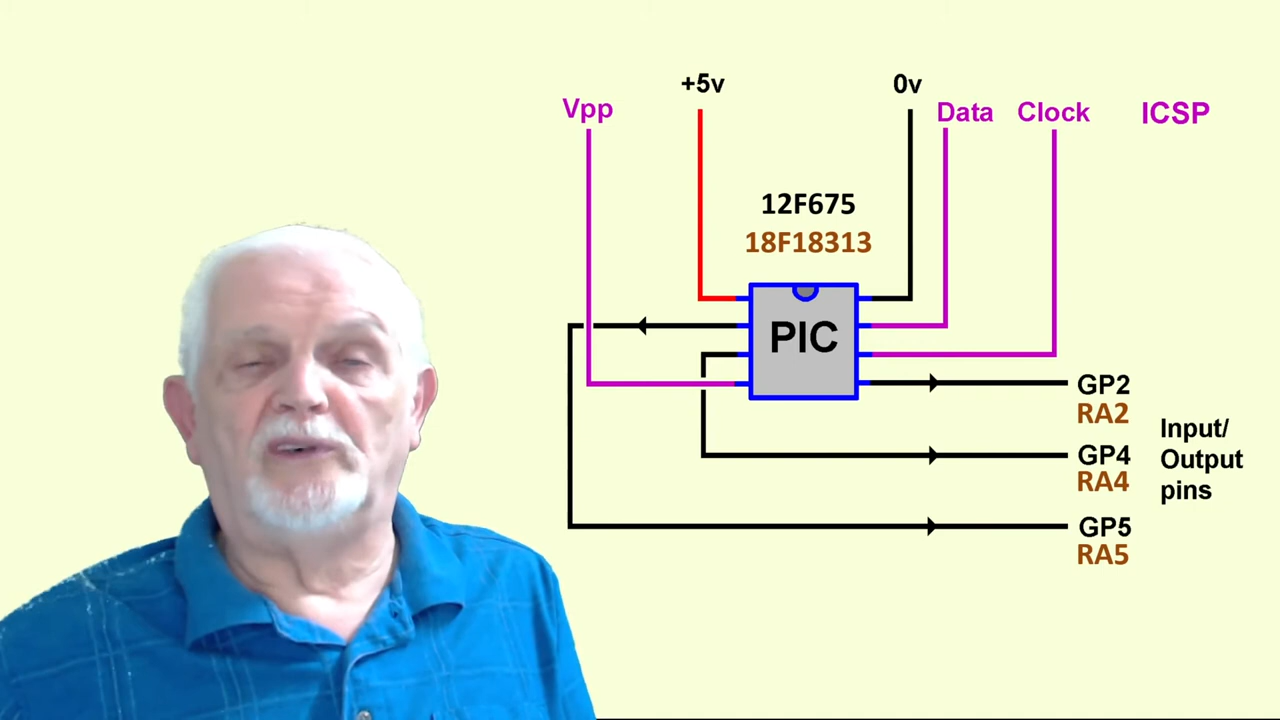 +5v
0v
Vpp
Data
Clock
ICSP
12F675
18F18313
PIC
GP2
RA2
Input/
Output
pins
GP4
RA4
GP5
RA5